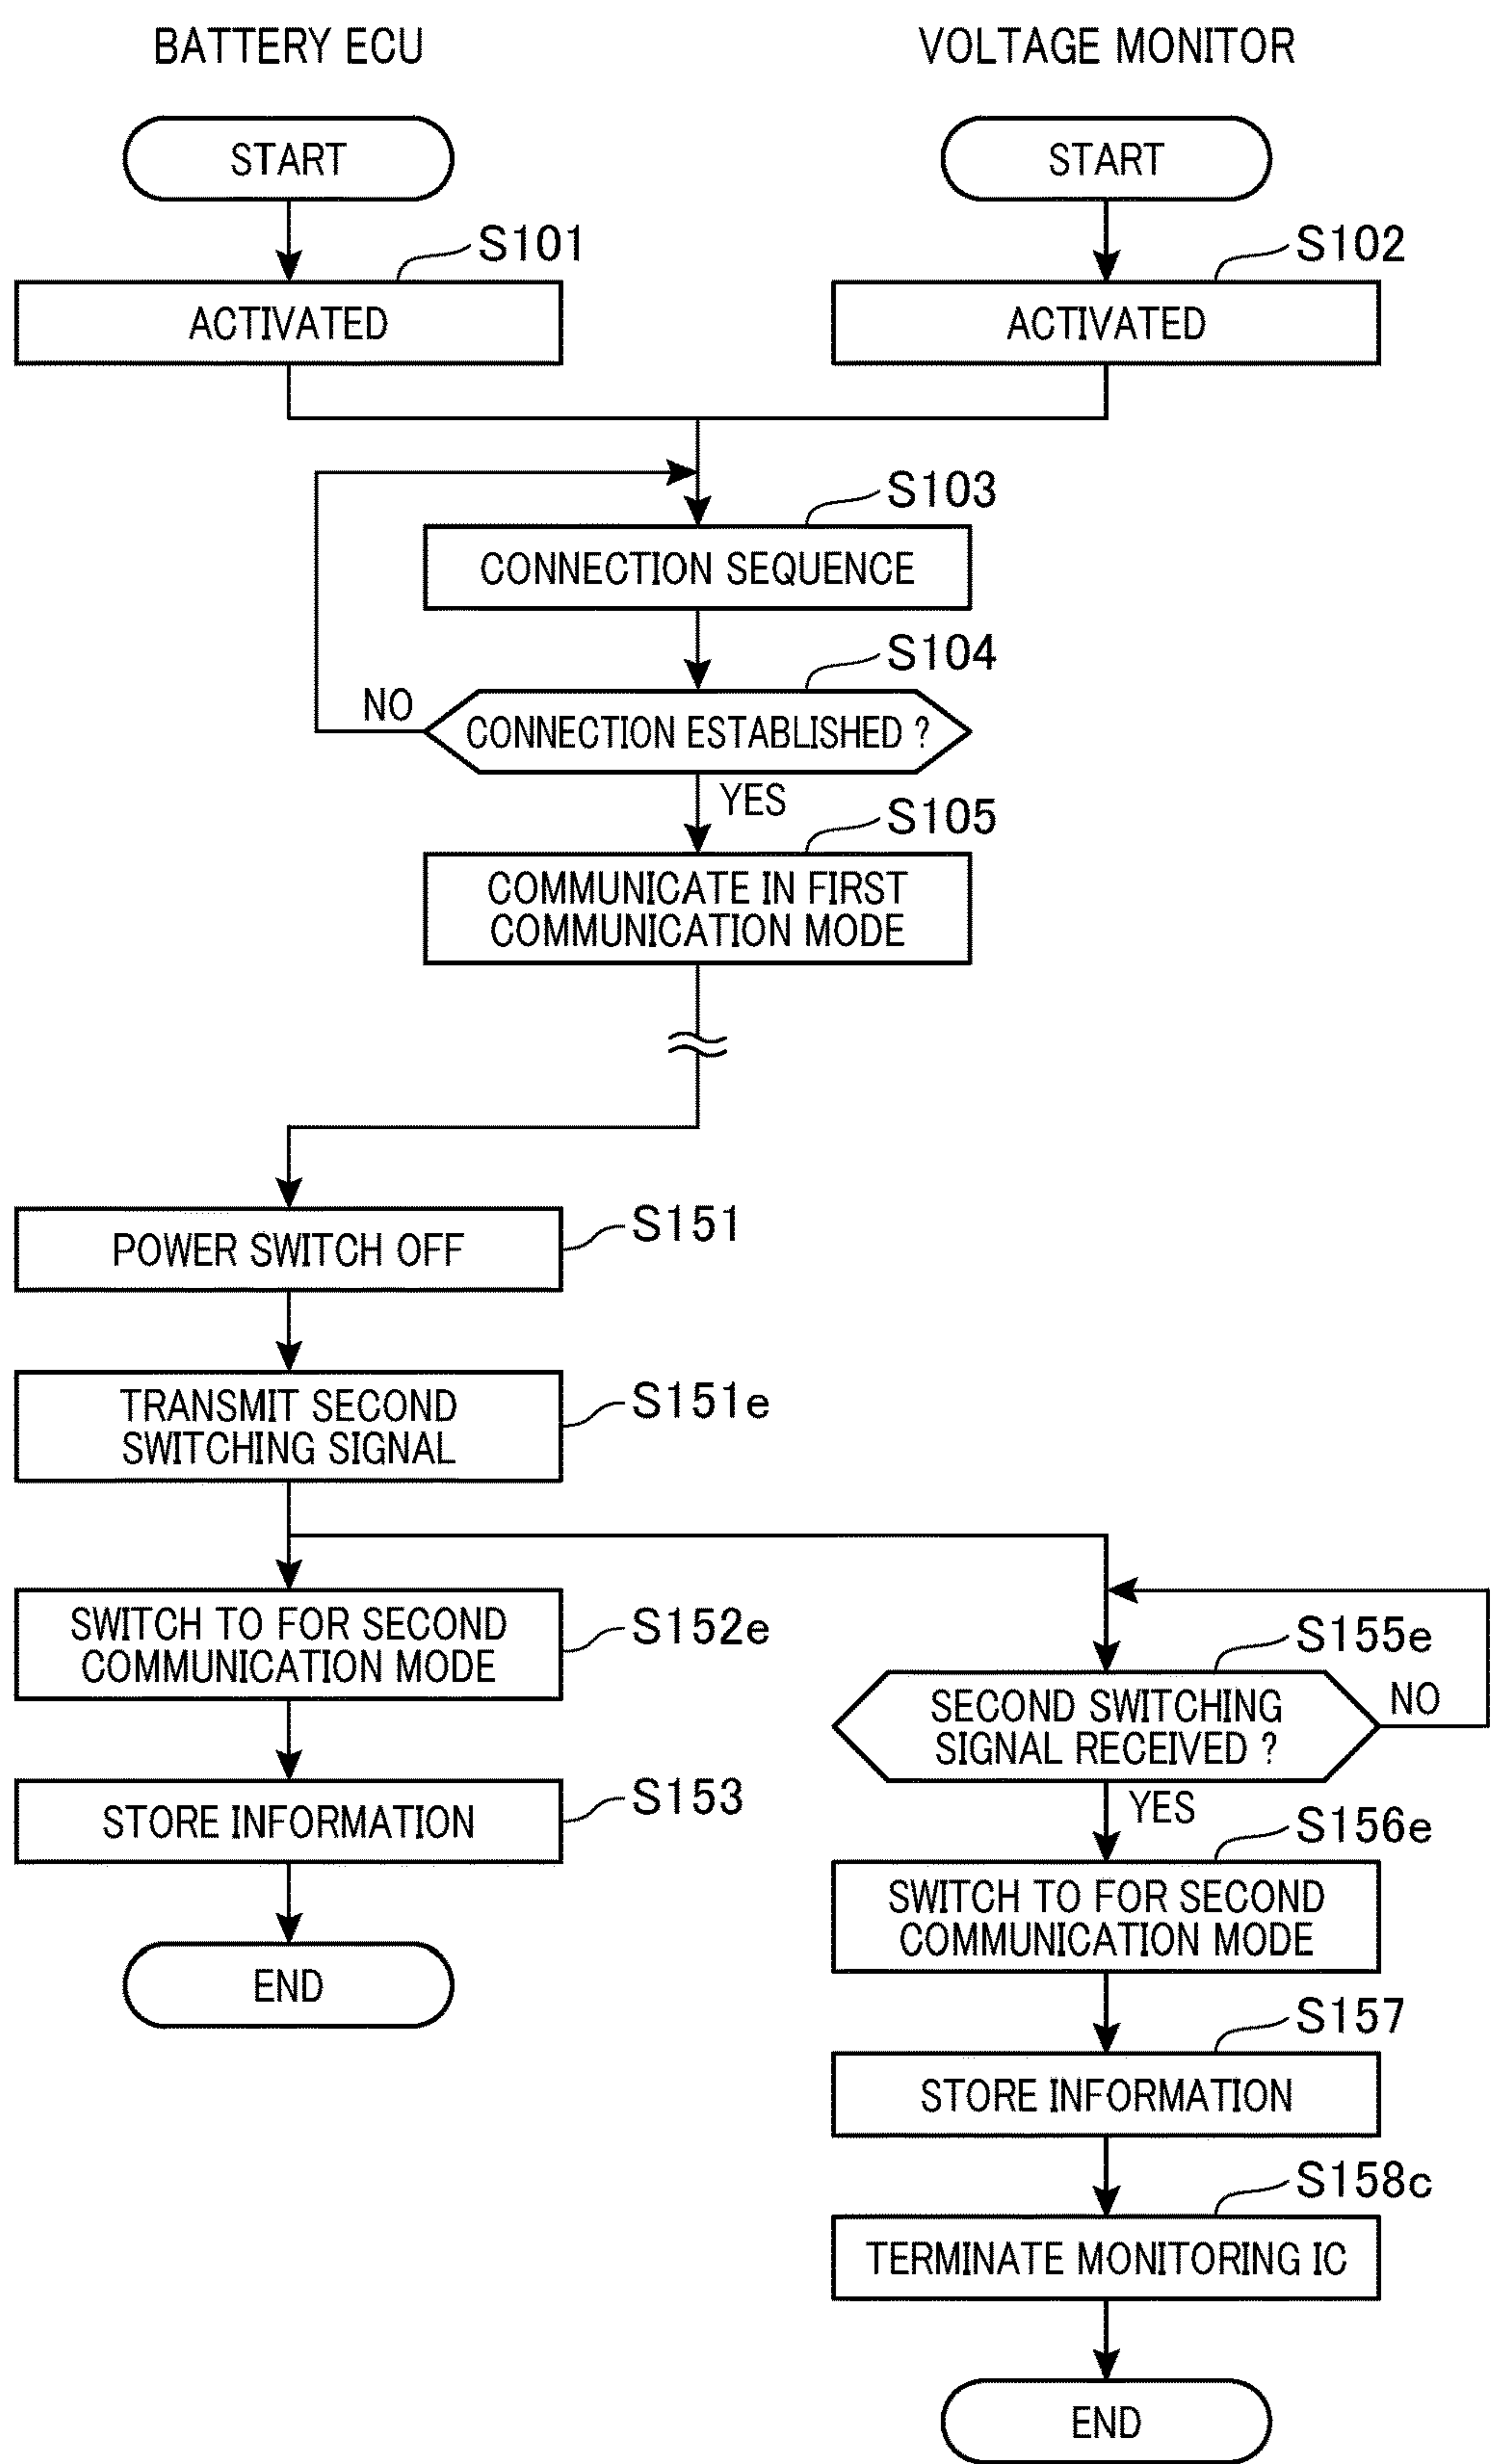 BATTERY ECU
VOLTAGE MONITOR
START
START
S101
S102
ACTIVATED
ACTIVATED
S103
CONNECTION SEQUENCE
S104
NO
CONNECTION ESTABLISHED ?
YES
S105
COMMUNICATE IN FIRST
COMMUNICATION MODE
S151
POWER SWITCH OFF
S151e
TRANSMIT SECOND
SWITCHING SIGNAL
S152e
SWITCH TO FOR SECOND
COMMUNICATION MODE
S153
STORE INFORMATION
END
S155e
SECOND SWITCHING
SIGNAL RECEIVED ?
NO
YES
S156e
SWITCH TO FOR SECOND
COMMUNICATION MODE
S157
STORE INFORMATION
S158c
TERMINATE MONITORING IC
END